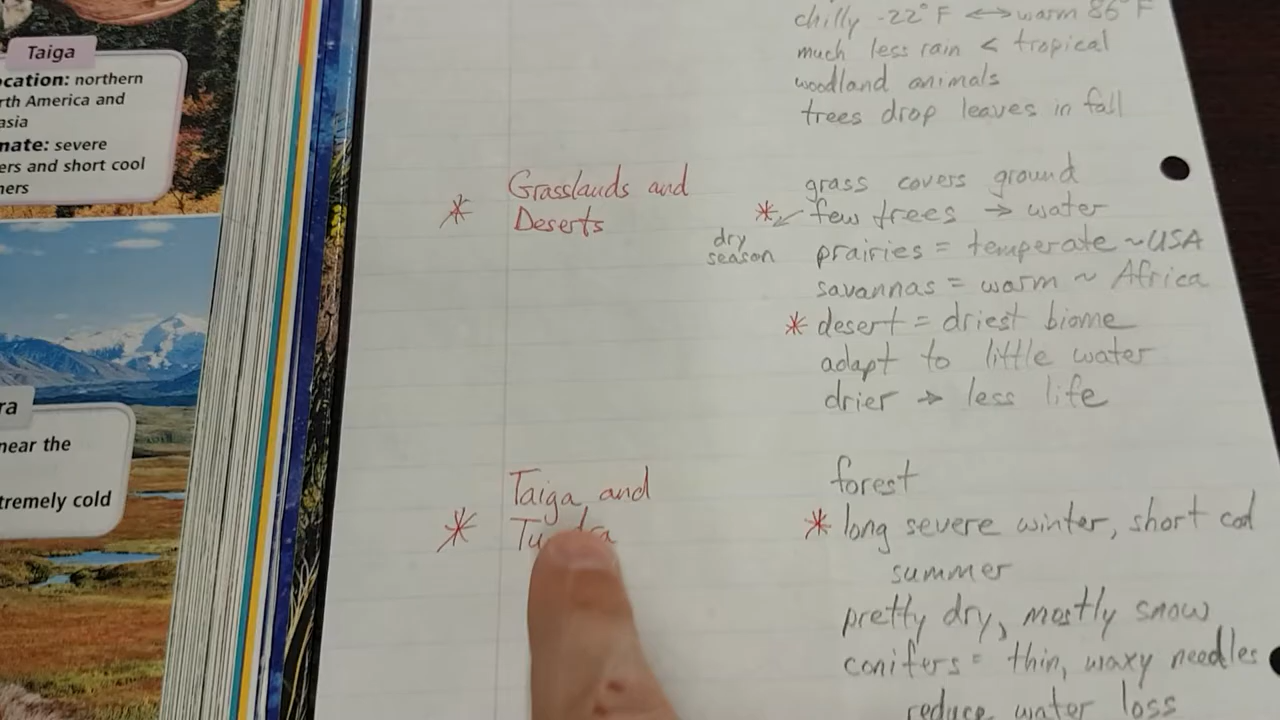 Taiga
ocation: northern
rth America and
asia
mate: severe
ers and short cool
ners
ra
near the
tremely cold
chilly -22°F ↔ warm 86°F
much less rain < tropical
woodland animals
trees drop leaves in fall
* Grasslands and
Deserts
grass covers ground
* ↙ few trees → water
dry
season
prairies = temperate ~USA
savannas = warm ~ Africa
* desert = driest biome
adapt to little water
drier → less life
* Taiga and
forest
* long severe winter, short cool
summer
pretty dry, mostly snow
conifers = thin, waxy needles
reduce water loss